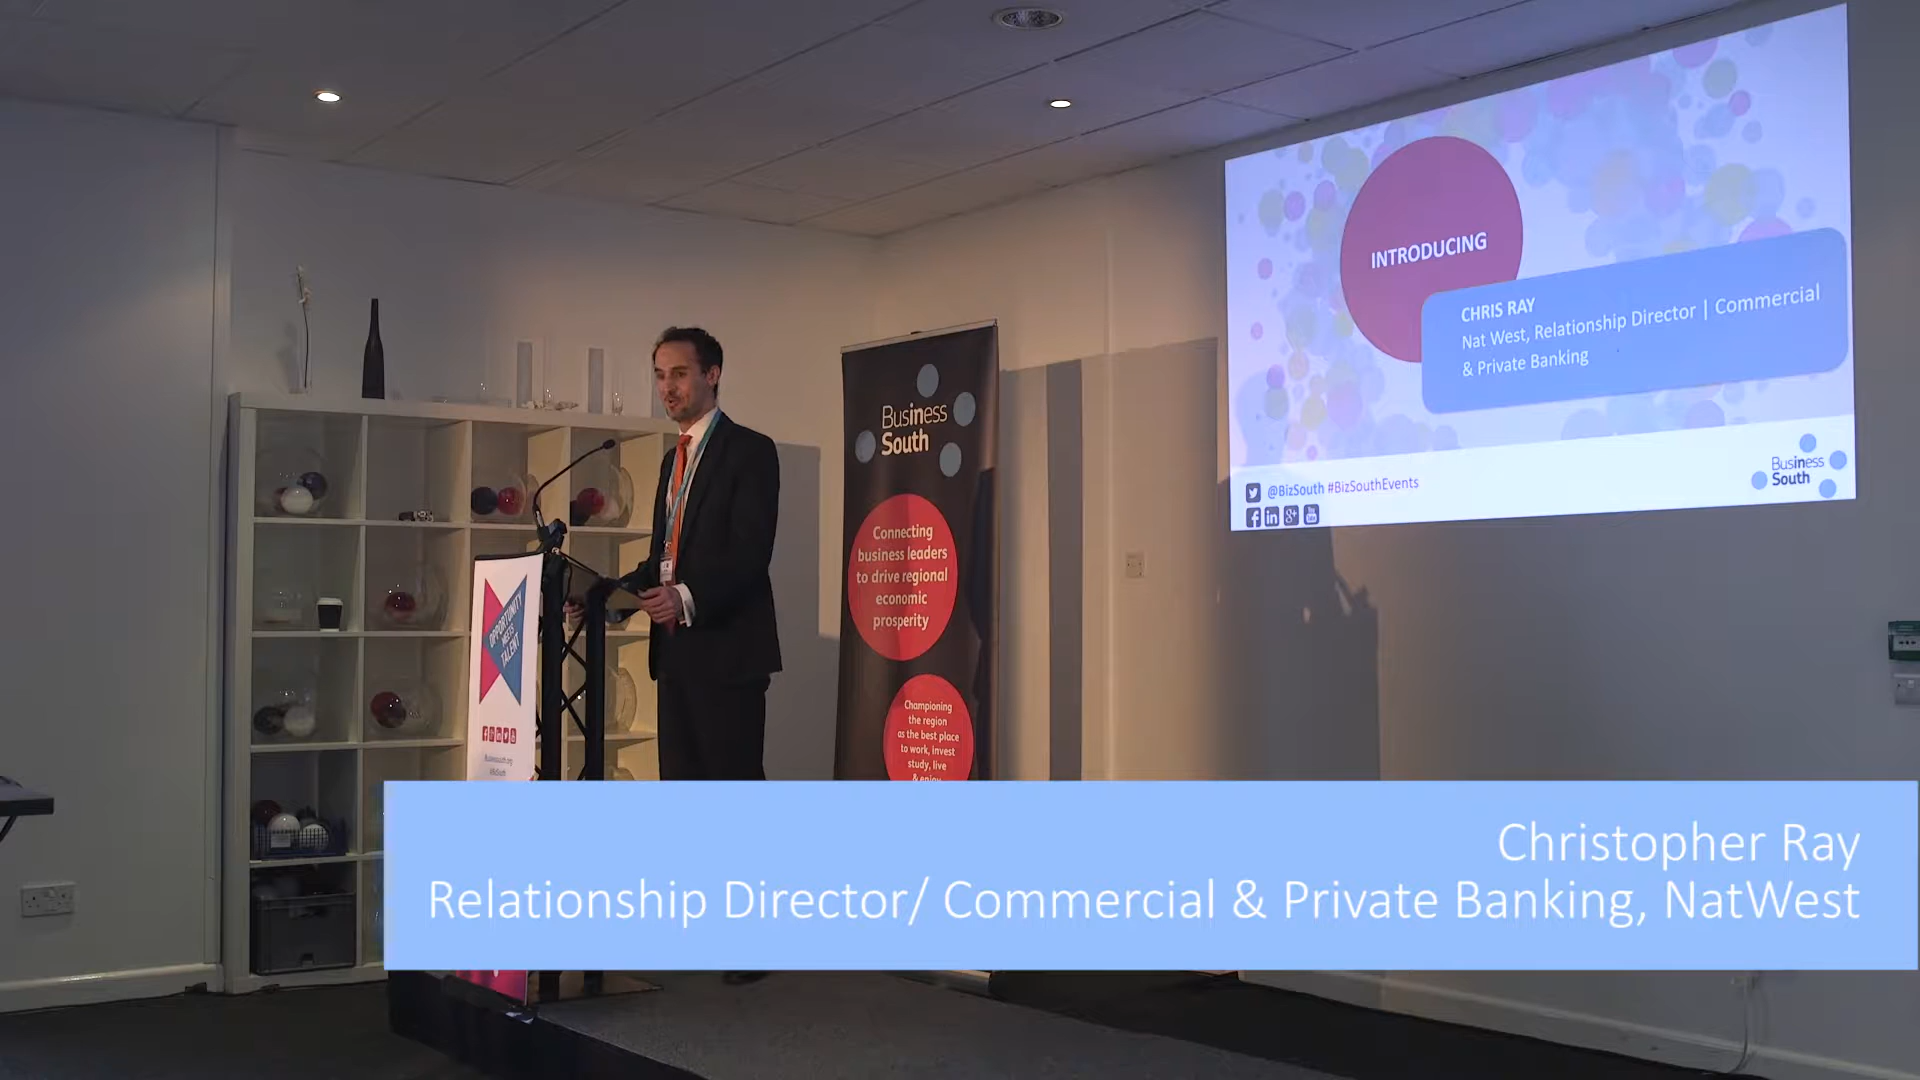 INTRODUCING
CHRIS RAY
Nat West, Relationship Director | Commercial
& Private Banking
@BizSouth #BizSouthEvents
Business
South
Business
South
Connecting
business leaders
to drive regional
economic
prosperity
Championing
the region
as the best place
to work, invest
study, live
& enjoy
OPPORTUNITY
MEETS
TALENT
Christopher Ray
Relationship Director/ Commercial & Private Banking, NatWest